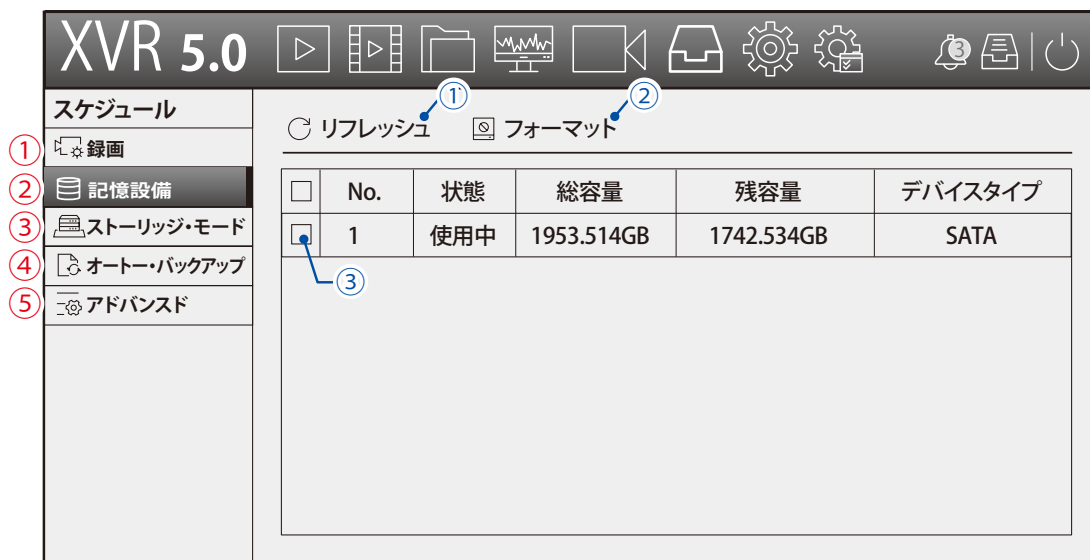 XVR 5.0
3
スケジュール
① 録画
② 記憶設備
③ ストーリッジ・モード
④ オートー・バックアップ
⑤ アドバンスド
① ②
リフレッシュ フォーマット
No. 状態 総容量 残容量 デバイスタイプ
1 使用中 1953.514GB 1742.534GB SATA
③